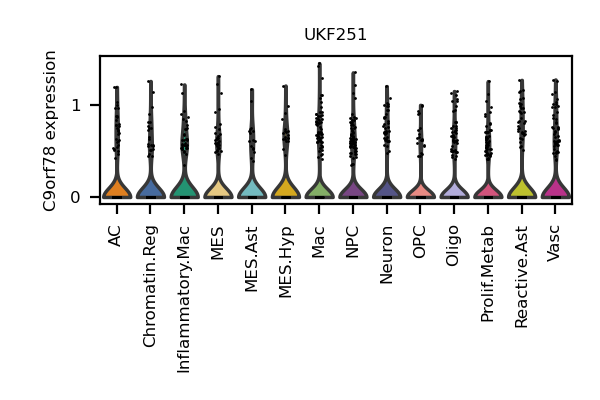 UKF251
C9orf78 expression
1
0
AC
Chromatin.Reg
Inflammatory.Mac
MES
MES.Ast
MES.Hyp
Mac
NPC
Neuron
OPC
Oligo
Prolif.Metab
Reactive.Ast
Vasc